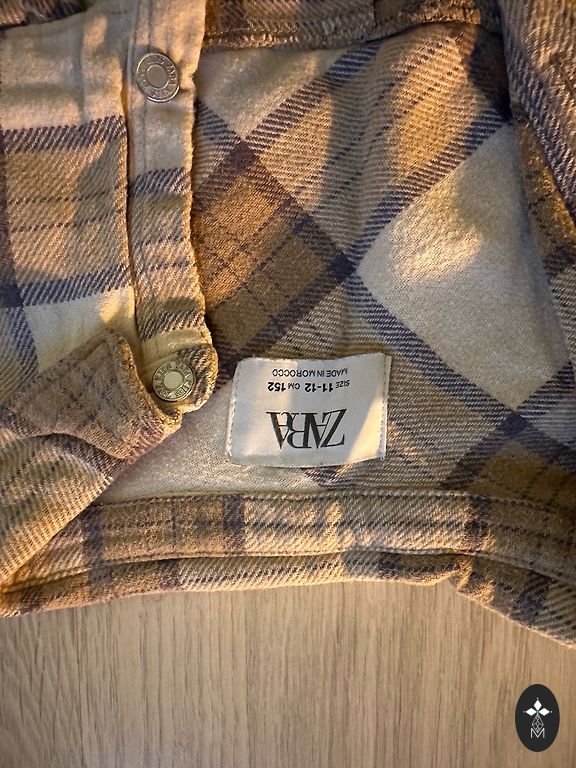 ZARA
SIZE 11-12 CM 152
MADE IN MOROCCO